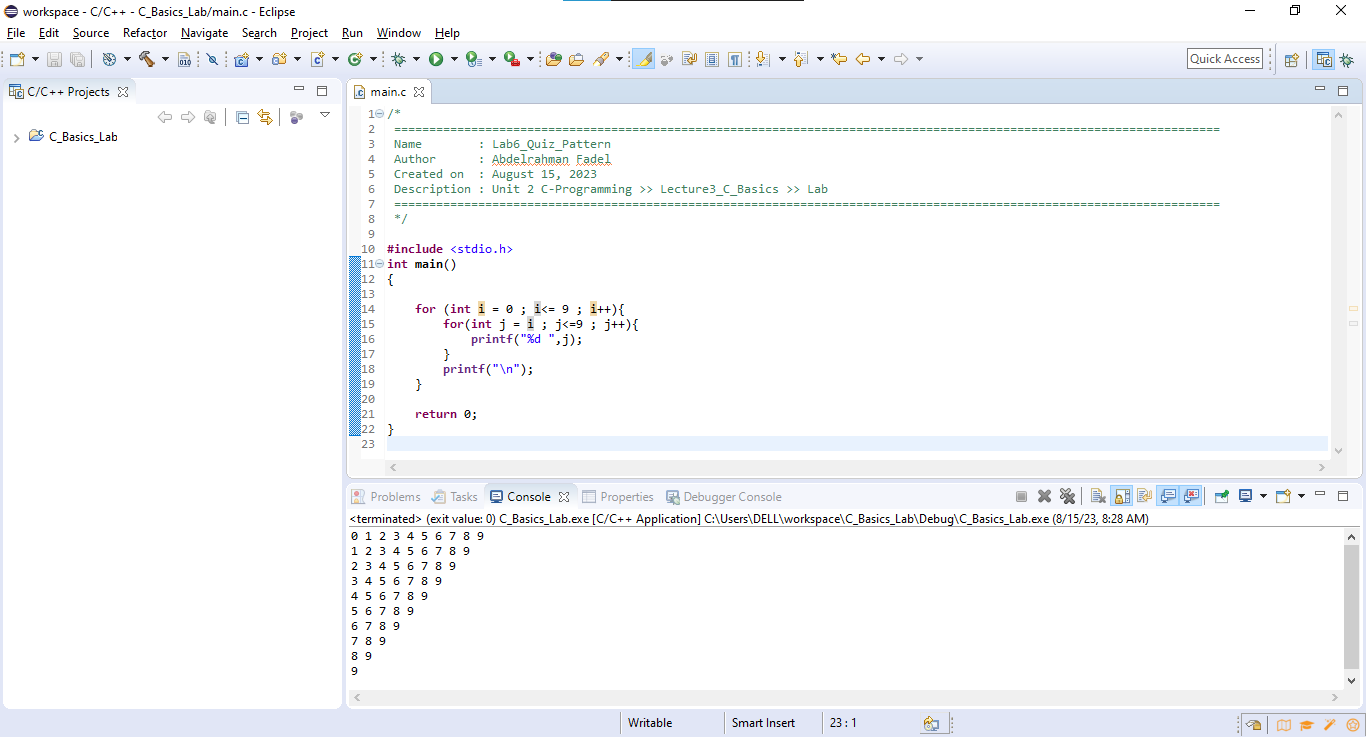 workspace - C/C++ - C_Basics_Lab/main.c - Eclipse
File Edit Source Refactor Navigate Search Project Run Window Help
Quick Access
C/C++ Projects
main.c
C_Basics_Lab
1 /*
2 ======================================================================================================================
3 Name : Lab6_Quiz_Pattern
4 Author : Abdelrahman Fadel
5 Created on : August 15, 2023
6 Description : Unit 2 C-Programming >> Lecture3_C_Basics >> Lab
7 ======================================================================================================================
8 */
9
10 #include <stdio.h>
11 int main()
12 {
13
14 for (int i = 0 ; i<= 9 ; i++){
15 for(int j = i ; j<=9 ; j++){
16 printf("%d ",j);
17 }
18 printf("\n");
19 }
20
21 return 0;
22 }
23
Problems Tasks Console Properties Debugger Console
<terminated> (exit value: 0) C_Basics_Lab.exe [C/C++ Application] C:\Users\DELL\workspace\C_Basics_Lab\Debug\C_Basics_Lab.exe (8/15/23, 8:28 AM)
0 1 2 3 4 5 6 7 8 9
1 2 3 4 5 6 7 8 9
2 3 4 5 6 7 8 9
3 4 5 6 7 8 9
4 5 6 7 8 9
5 6 7 8 9
6 7 8 9
7 8 9
8 9
9
Writable Smart Insert 23 : 1